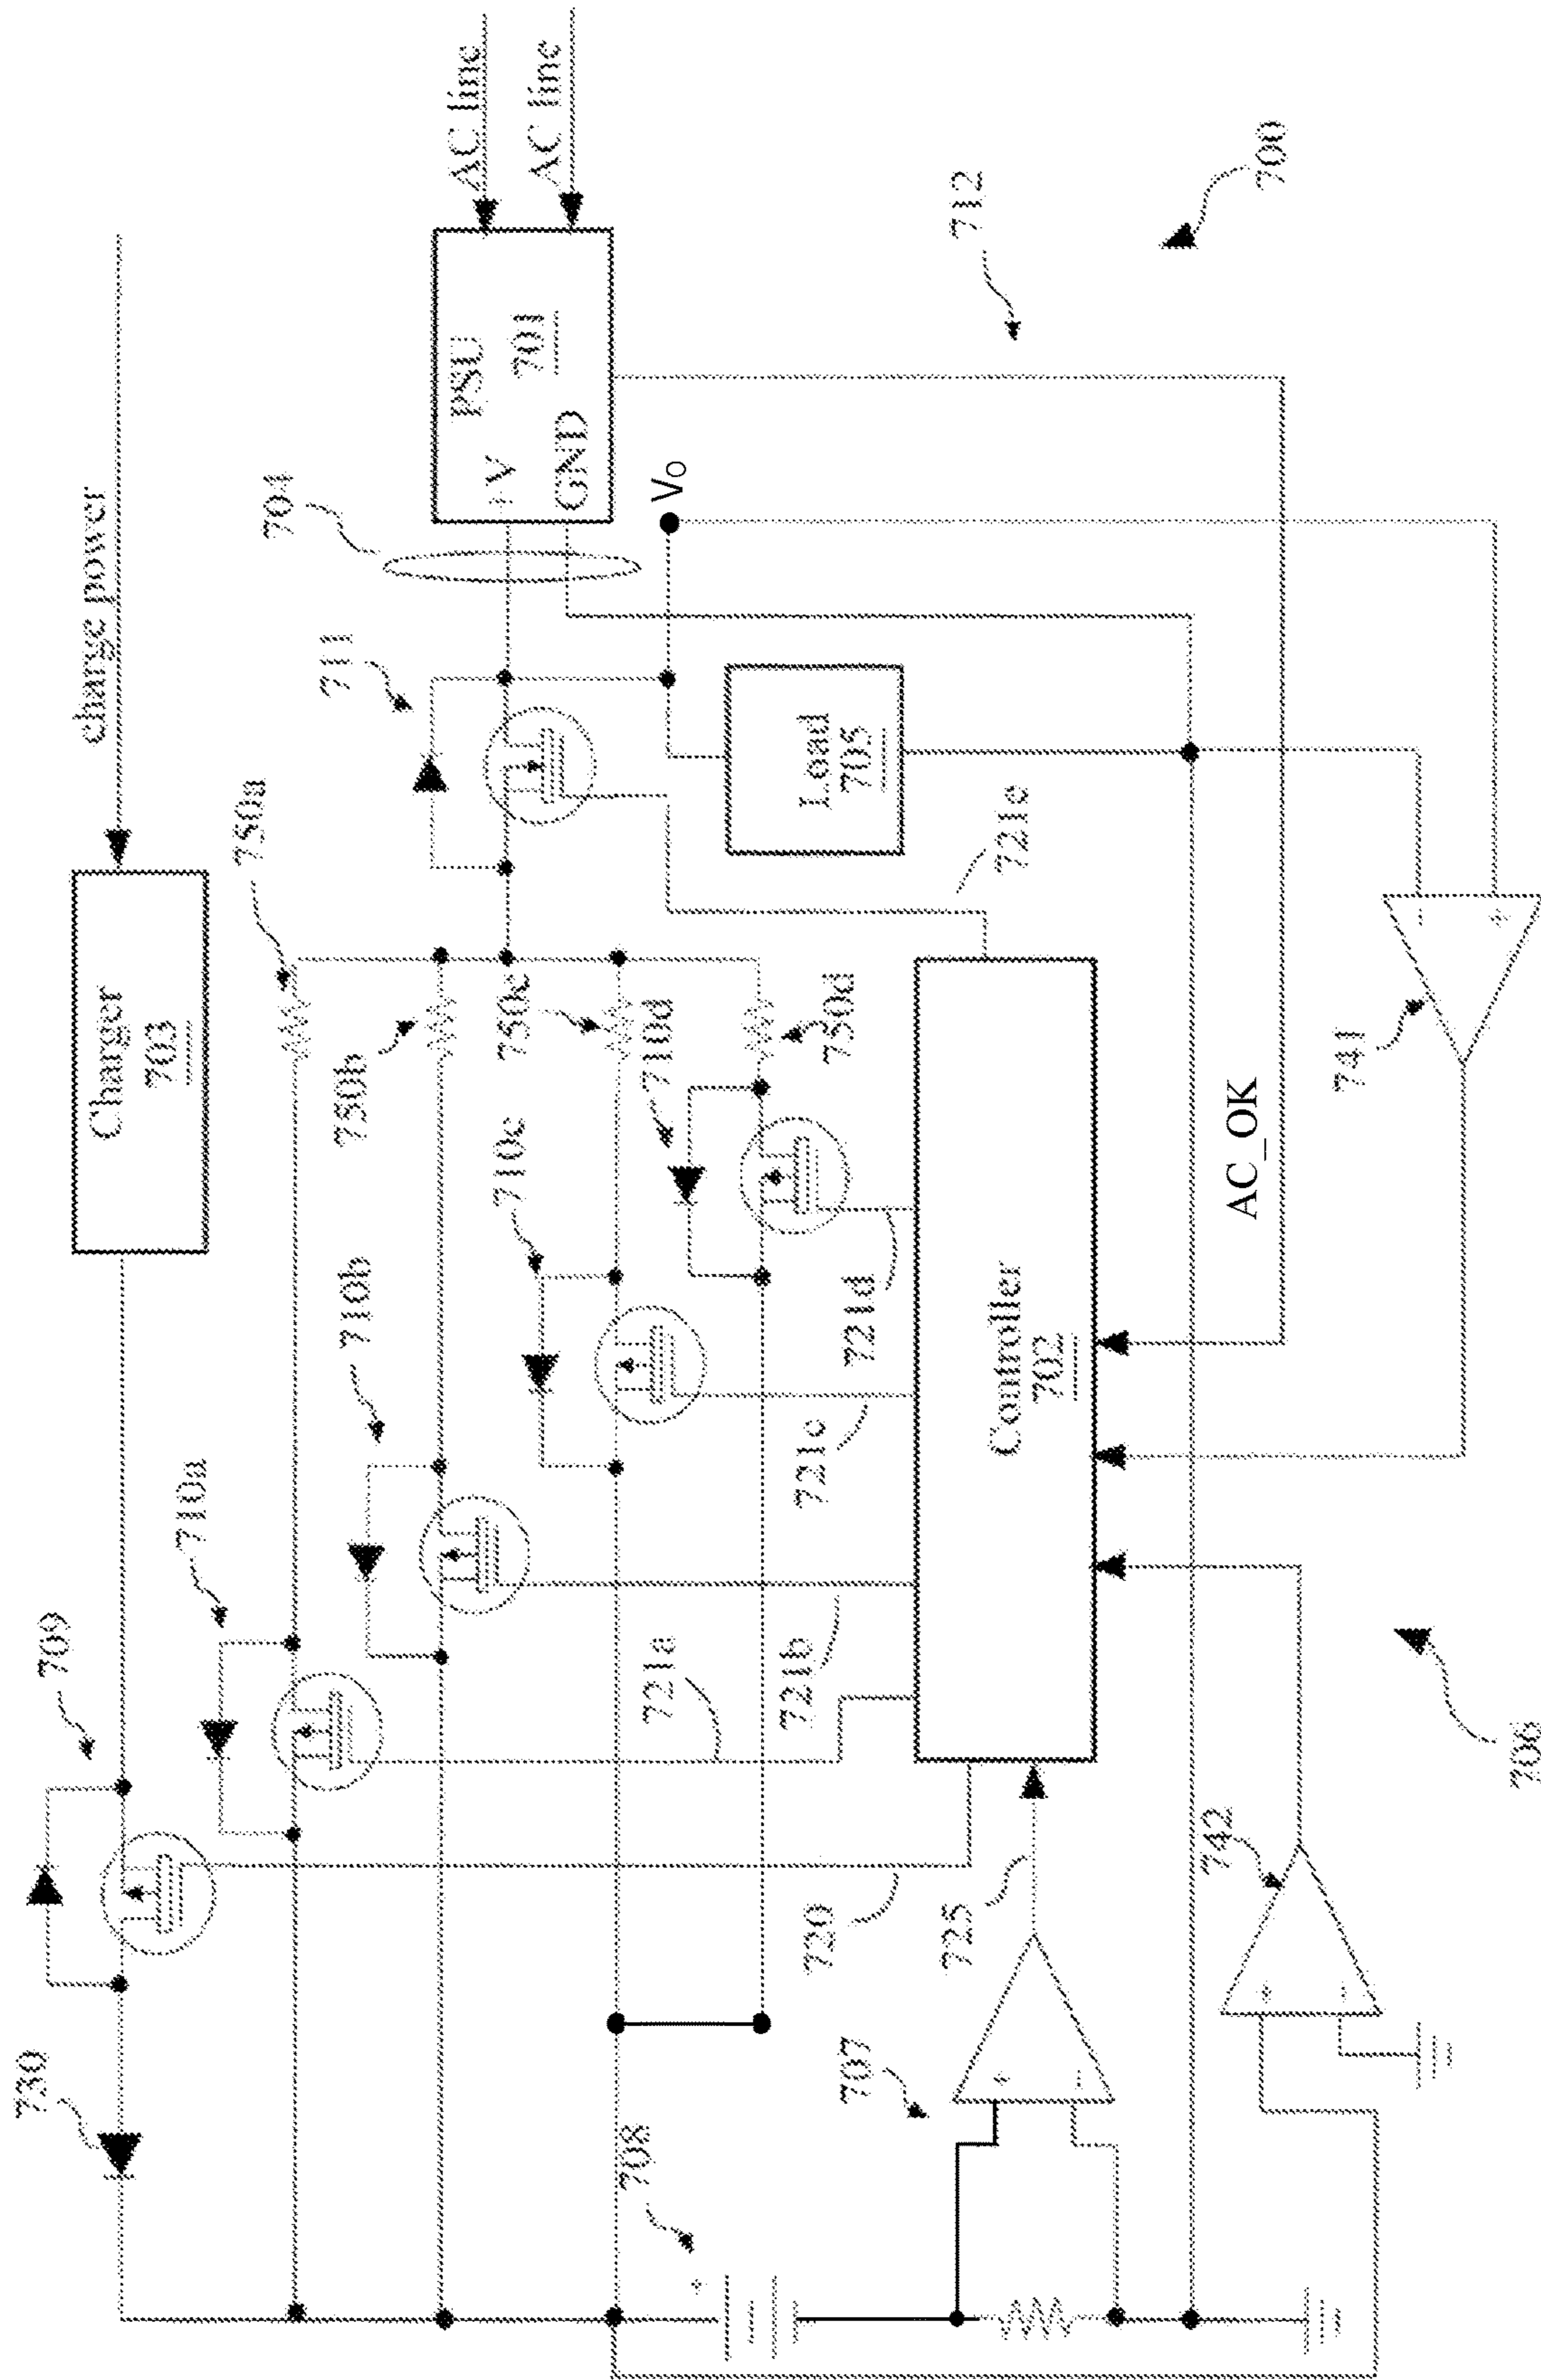 charge power
AC line
AC line
Charger
703
PSU
701
+V
GND
704
711
750a
750b
750c
750d
710a
710b
710c
710d
709
730
Vo
Load
705
721e
721d
721c
721b
721a
720
725
Controller
702
AC_OK
712
700
741
742
706
707
708
+
+
−
+
−
−
+